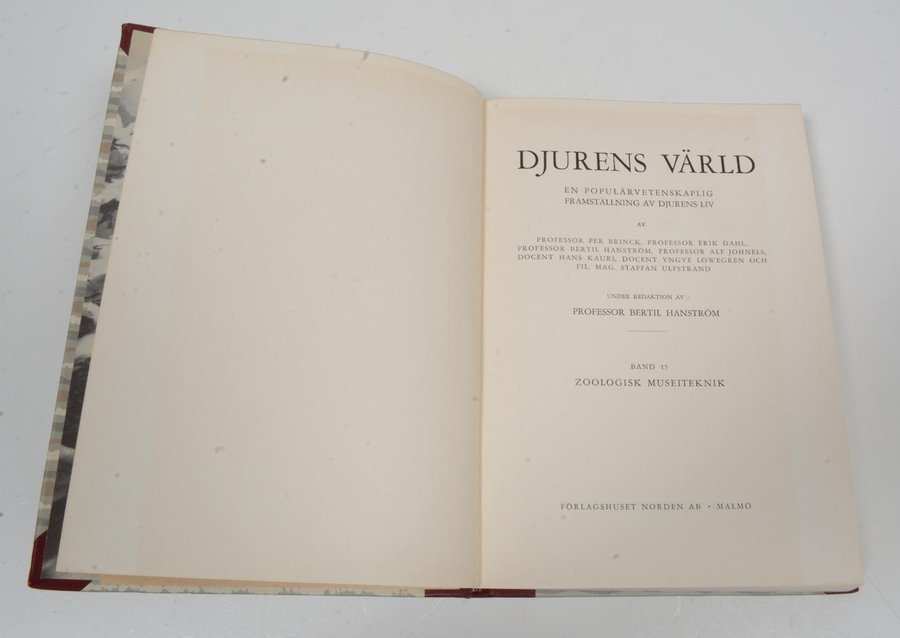 DJURENS VÄRLD
EN POPULÄRVETENSKAPLIG
FRAMSTÄLLNING AV DJURENS LIV
AV
PROFESSOR PER BRINCK, PROFESSOR ERIK DAHL,
PROFESSOR BERTIL HANSTRÖM, PROFESSOR ALF JOHNELS,
DOCENT HANS KAURI, DOCENT YNGVE LÖWEGREN OCH
FIL. MAG. STAFFAN ULFSTRAND
UNDER REDAKTION AV
PROFESSOR BERTIL HANSTRÖM
BAND 15
ZOOLOGISK MUSEITEKNIK
FÖRLAGSHUSET NORDEN AB • MALMÖ